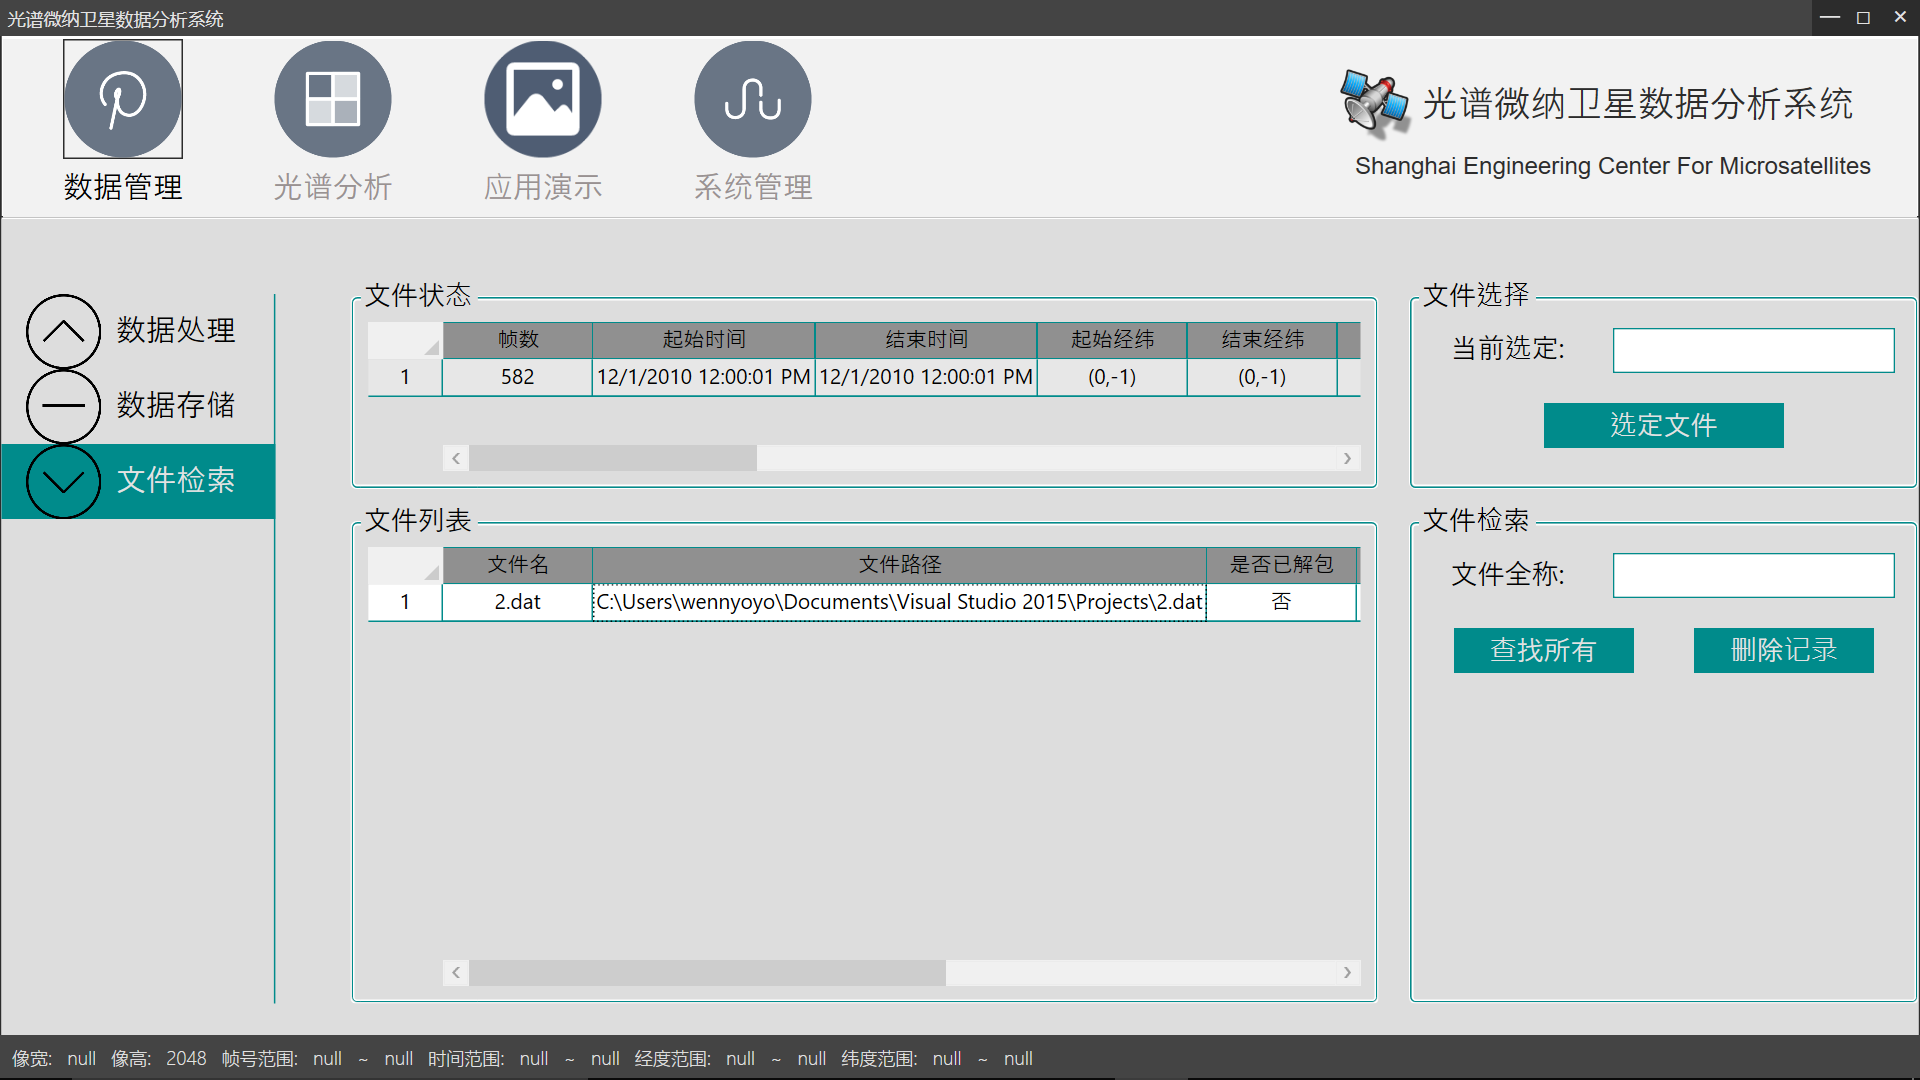 光谱微纳卫星数据分析系统
数据管理
光谱分析
应用演示
系统管理
光谱微纳卫星数据分析系统
Shanghai Engineering Center For Microsatellites
数据处理
数据存储
文件检索
文件状态
帧数 起始时间 结束时间 起始经纬 结束经纬
1 582 12/1/2010 12:00:01 PM 12/1/2010 12:00:01 PM (0,-1) (0,-1)
文件选择
当前选定:
选定文件
文件列表
文件名 文件路径 是否已解包
1 2.dat C:\Users\wennyoyo\Documents\Visual Studio 2015\Projects\2.dat 否
文件检索
文件全称:
查找所有 删除记录
像宽: null 像高: 2048 帧号范围: null ~ null 时间范围: null ~ null 经度范围: null ~ null 纬度范围: null ~ null